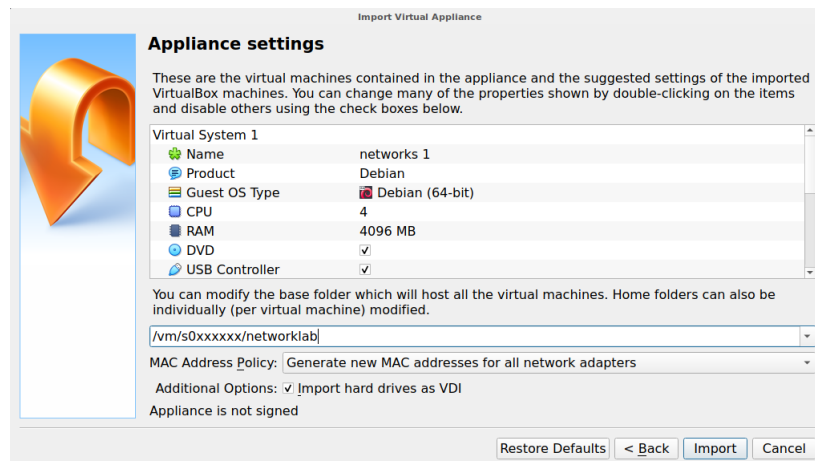 Import Virtual Appliance
Appliance settings
These are the virtual machines contained in the appliance and the suggested settings of the imported
VirtualBox machines. You can change many of the properties shown by double-clicking on the items
and disable others using the check boxes below.
Virtual System 1
Name networks 1
Product Debian
Guest OS Type Debian (64-bit)
CPU 4
RAM 4096 MB
DVD
USB Controller
You can modify the base folder which will host all the virtual machines. Home folders can also be
individually (per virtual machine) modified.
/vm/s0xxxxxx/networklab
MAC Address Policy: Generate new MAC addresses for all network adapters
Additional Options: Import hard drives as VDI
Appliance is not signed
Restore Defaults < Back Import Cancel